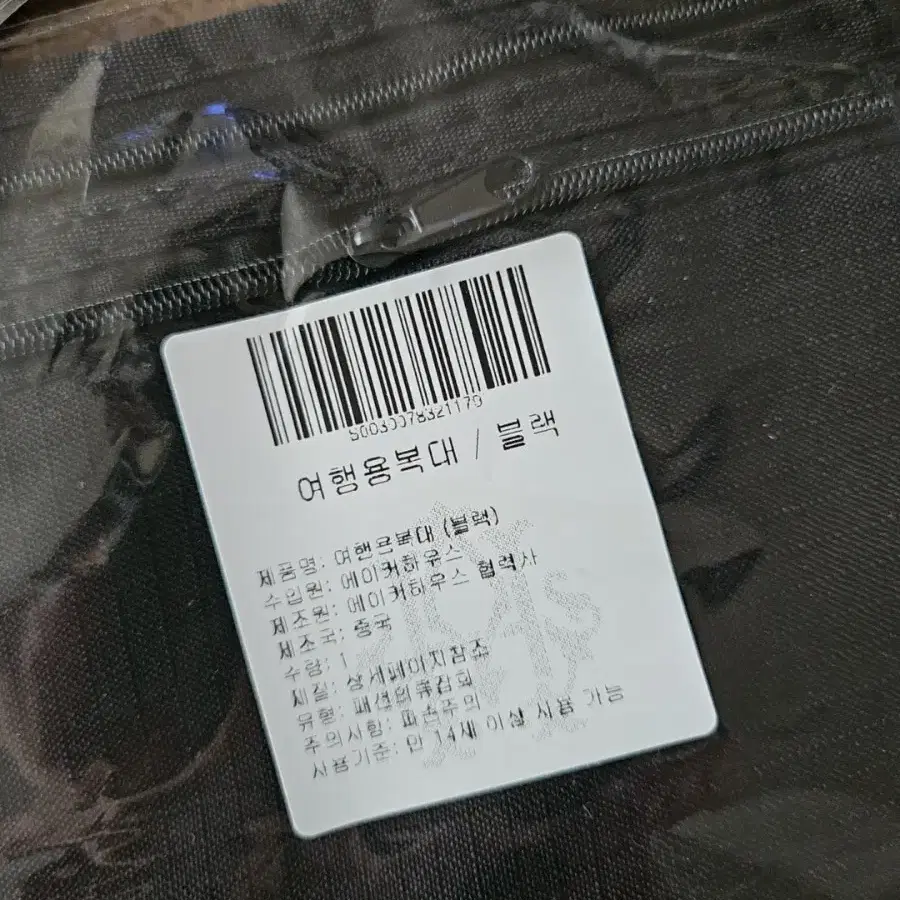 S0030078321179
여행용복대 / 블랙
제품명: 여행용복대 (블랙)
수입원: 에이커하우스
제조원: 에이커하우스 협력사
제조국: 중국
수량: 1
재질: 상세페이지참조
유형: 패션의류잡화
주의사항: 파손주의
사용기준: 만 14세 이상 사용 가능